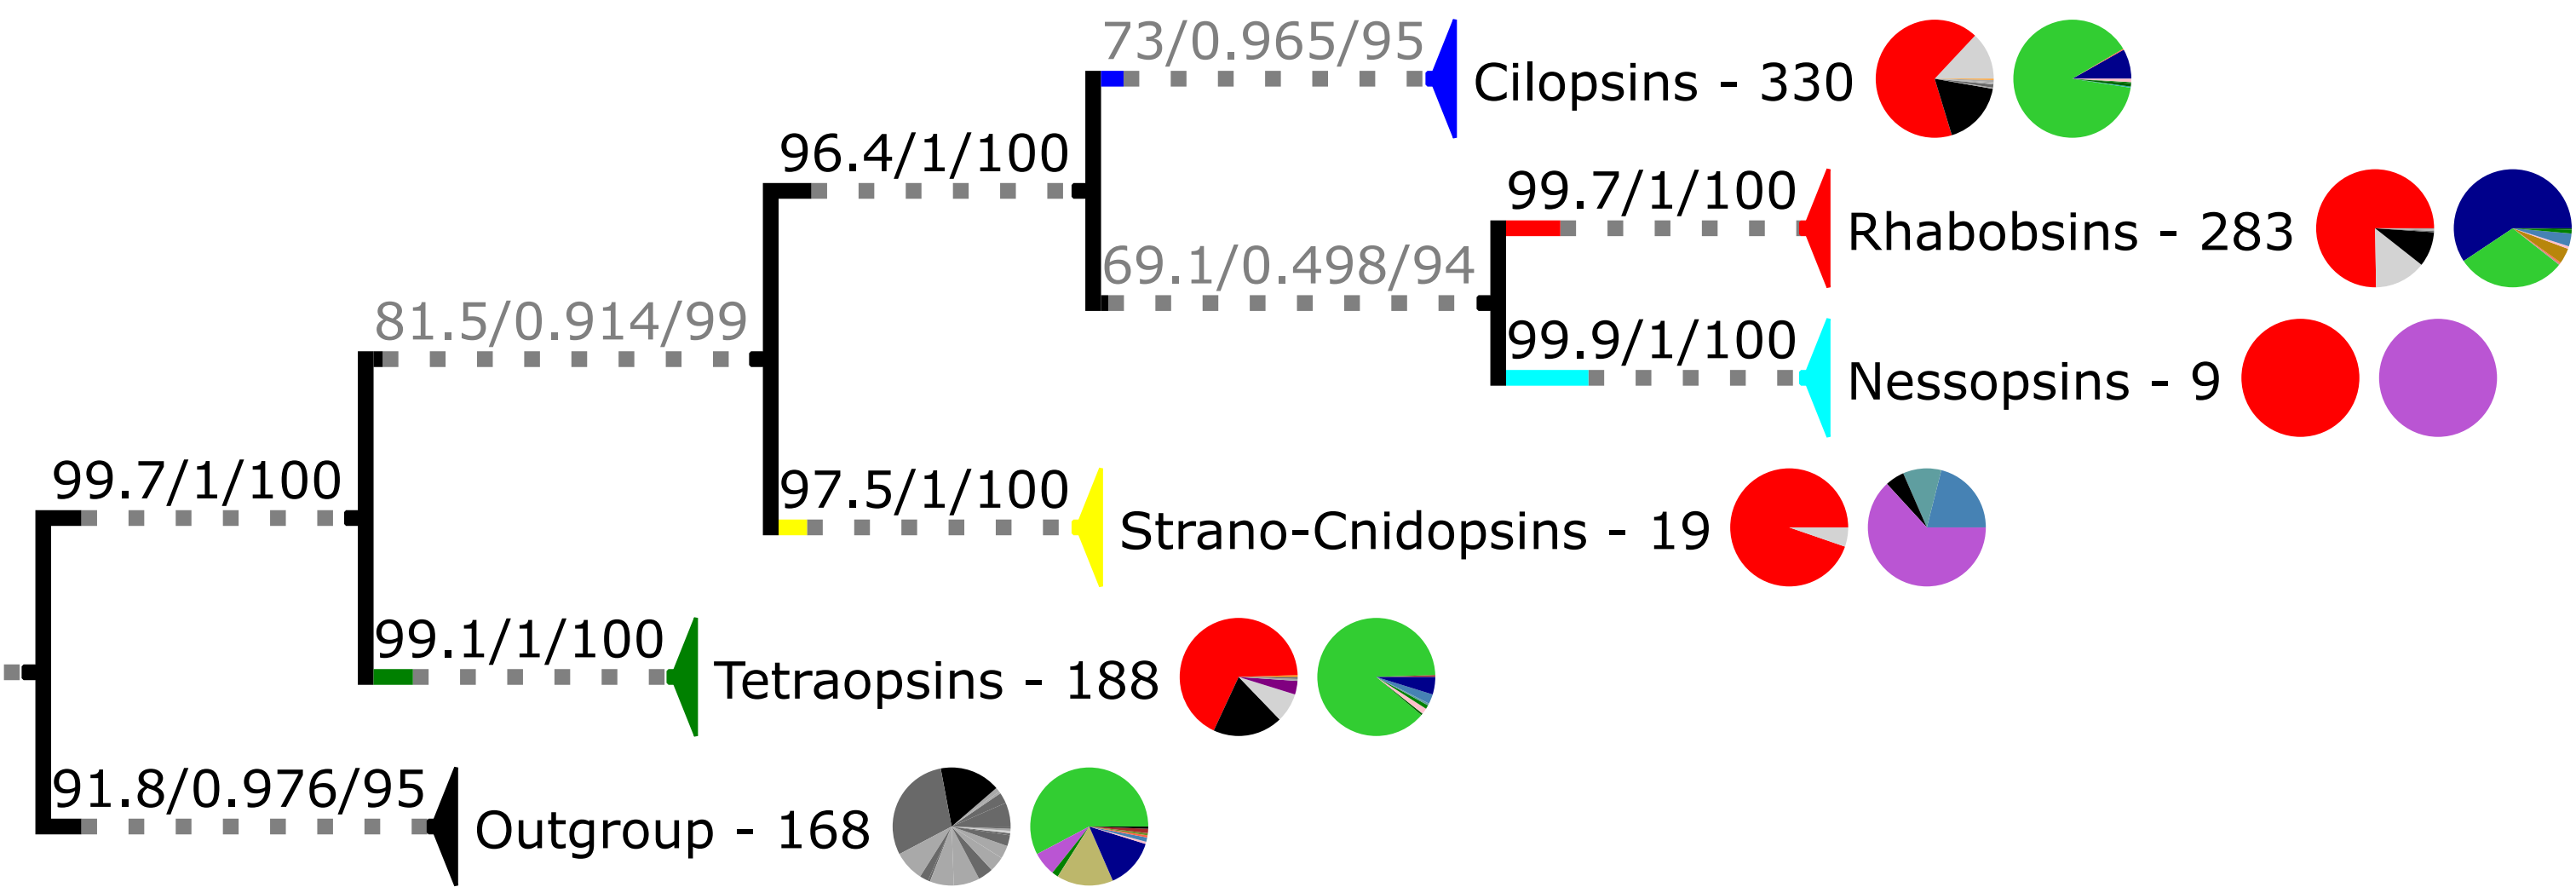 73/0.965/95
Cilopsins - 330
96.4/1/100
99.7/1/100
Rhabobsins - 283
69.1/0.498/94
81.5/0.914/99
99.9/1/100
Nessopsins - 9
99.7/1/100
97.5/1/100
Strano-Cnidopsins - 19
99.1/1/100
Tetraopsins - 188
91.8/0.976/95
Outgroup - 168